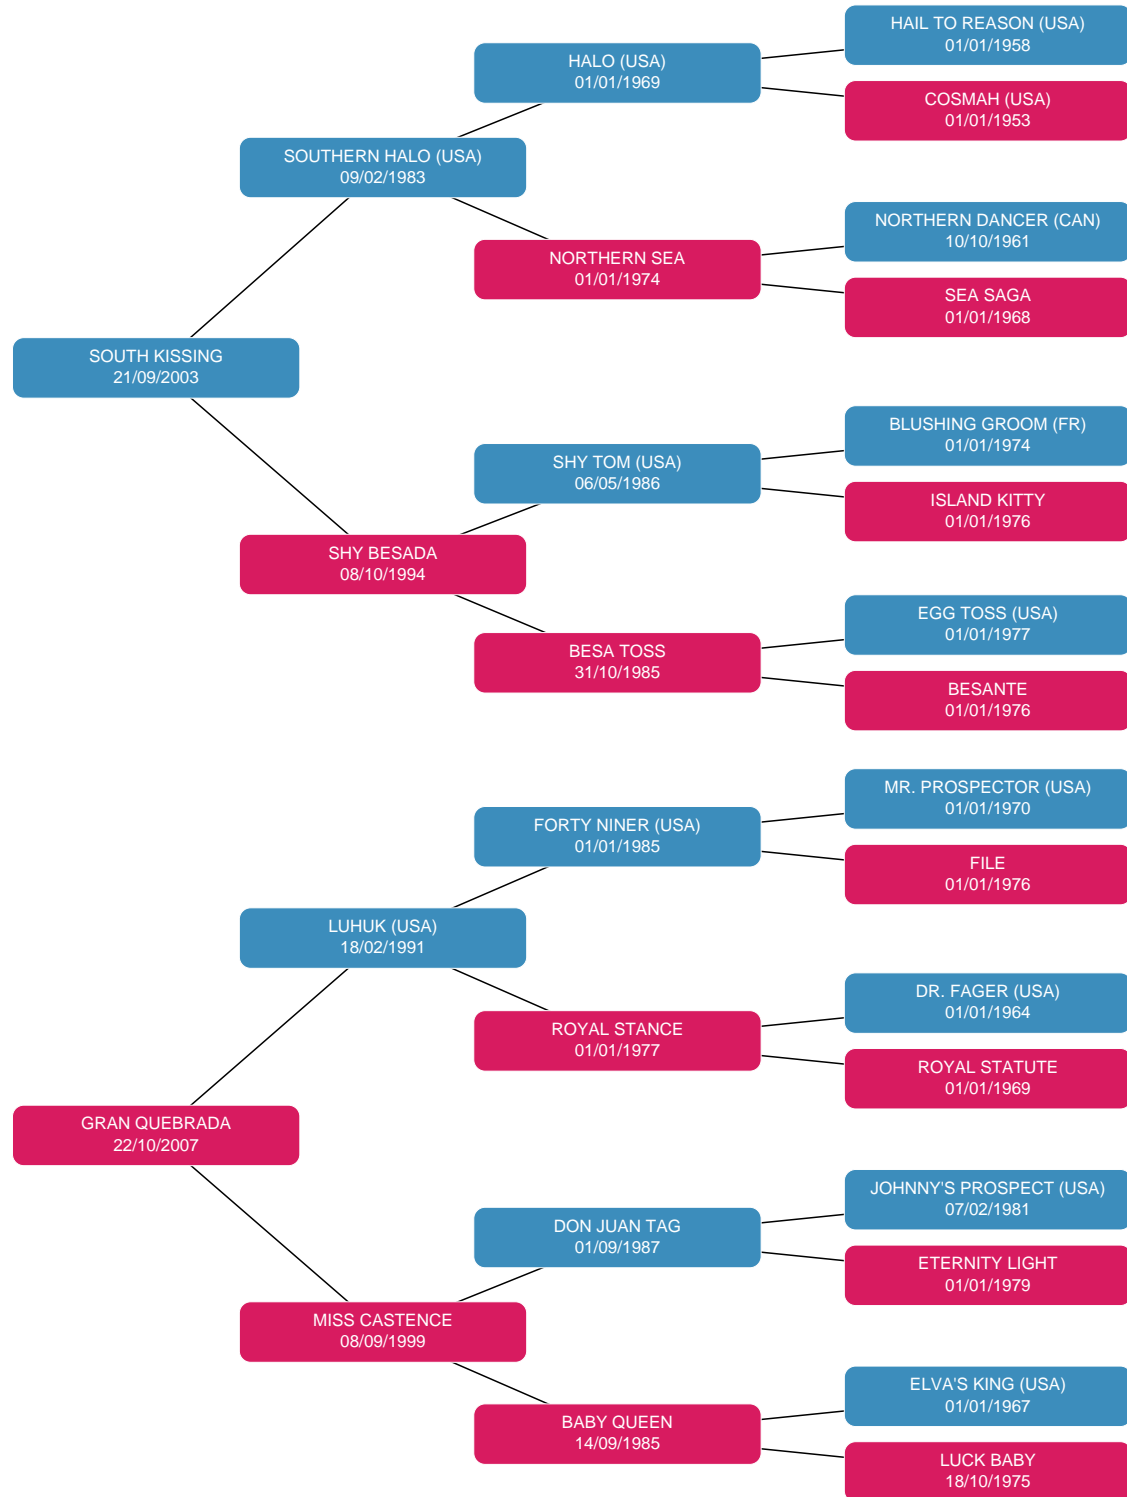 HAIL TO REASON (USA)
01/01/1958
HALO (USA)
01/01/1969
COSMAH (USA)
01/01/1953
SOUTHERN HALO (USA)
09/02/1983
NORTHERN DANCER (CAN)
10/10/1961
NORTHERN SEA
01/01/1974
SEA SAGA
01/01/1968
SOUTH KISSING
21/09/2003
BLUSHING GROOM (FR)
01/01/1974
SHY TOM (USA)
06/05/1986
ISLAND KITTY
01/01/1976
SHY BESADA
08/10/1994
EGG TOSS (USA)
01/01/1977
BESA TOSS
31/10/1985
BESANTE
01/01/1976
MR. PROSPECTOR (USA)
01/01/1970
FORTY NINER (USA)
01/01/1985
FILE
01/01/1976
LUHUK (USA)
18/02/1991
DR. FAGER (USA)
01/01/1964
ROYAL STANCE
01/01/1977
ROYAL STATUTE
01/01/1969
GRAN QUEBRADA
22/10/2007
JOHNNY'S PROSPECT (USA)
07/02/1981
DON JUAN TAG
01/09/1987
ETERNITY LIGHT
01/01/1979
MISS CASTENCE
08/09/1999
ELVA'S KING (USA)
01/01/1967
BABY QUEEN
14/09/1985
LUCK BABY
18/10/1975